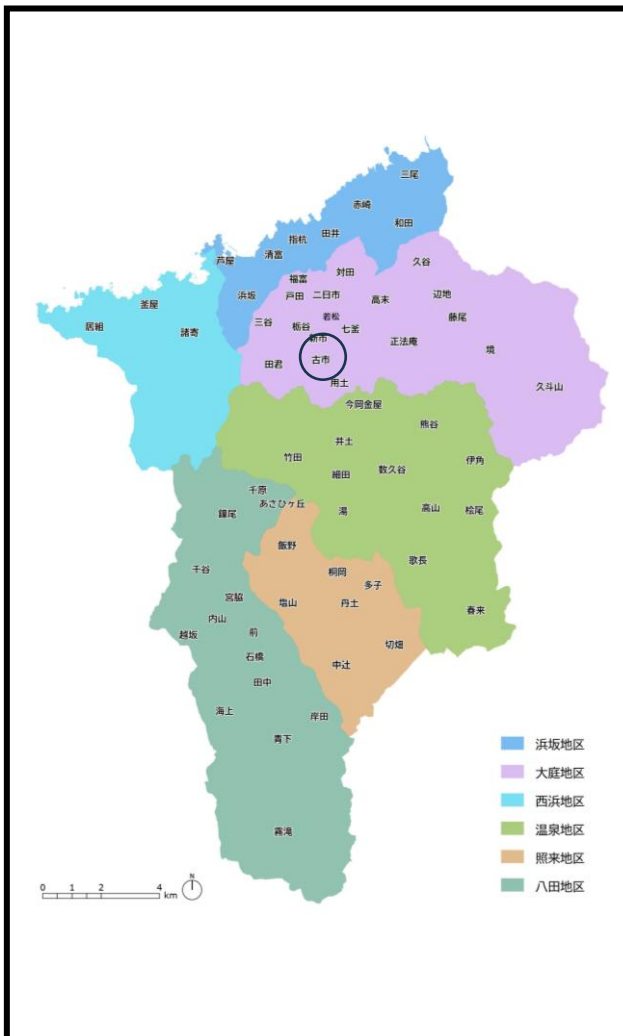 三尾
赤崎
和田
田井
指杭
清富
芦屋
浜坂
福富
対田
久谷
戸田
二日市
高末
辺地
釜屋
居組
諸寄
三谷
若松
栃谷
七釜
新市
藤尾
正法庵
境
田君
古市
久斗山
用土
今岡金屋
熊谷
井土
竹田
細田
数久谷
伊角
千原
あさひヶ丘
鐘尾
湯
高山
桧尾
飯野
歌長
千谷
桐岡
多子
宮脇
塩山
丹土
春来
内山
越坂
前
切畑
石橋
中辻
田中
海上
岸田
青下
霧滝
浜坂地区
大庭地区
西浜地区
温泉地区
照来地区
八田地区
0 1 2 4
km
N